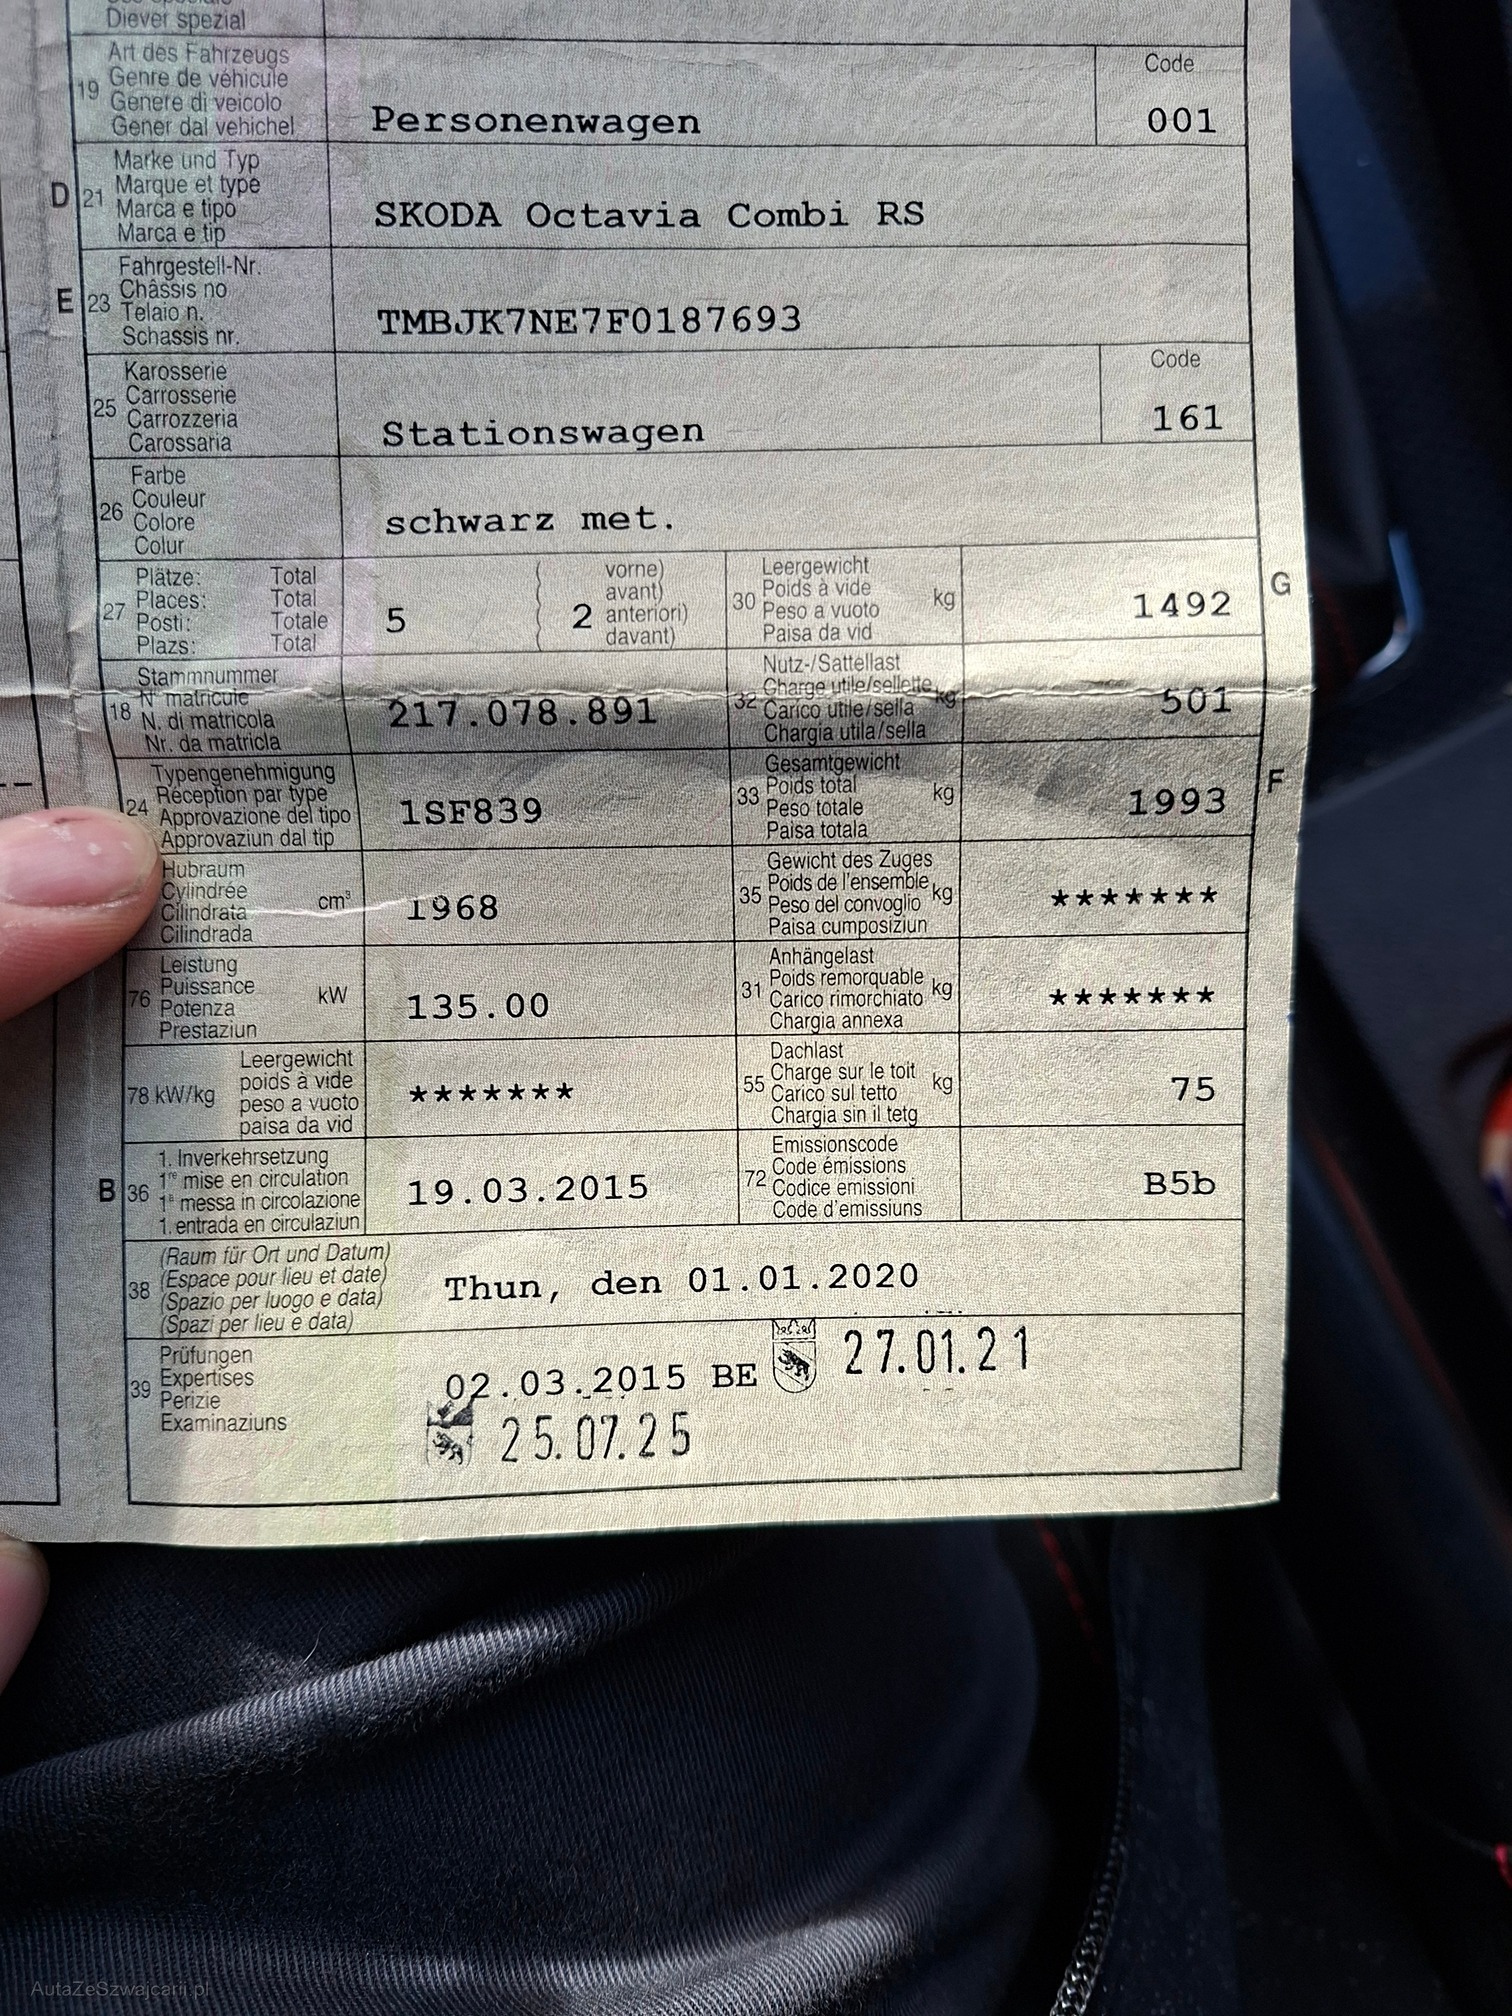 Diever spezial
19
Art des Fahrzeugs
Genre de véhicule
Genere di veicolo
Gener dal vehichel
Personenwagen
Code
001
D
21
Marke und Typ
Marque et type
Marca e tipo
Marca e tip
SKODA Octavia Combi RS
E
23
Fahrgestell-Nr.
Châssis no
Telaio n.
Schassis nr.
TMBJK7NE7F0187693
25
Karosserie
Carrosserie
Carrozzeria
Carossaria
Stationswagen
Code
161
26
Farbe
Couleur
Colore
Colur
schwarz met.
27
Plätze: Total
Places: Total
Posti: Totale
Plazs: Total
5
2
vorne)
avant)
anteriori)
davant)
30
Leergewicht
Poids à vide
Peso a vuoto
Paisa da vid
kg
1492
G
18
Stammnummer
N° matricule
N. di matricola
Nr. da matricla
217.078.891
32
Nutz-/Sattellast
Charge utile/sellette
Carico utile/sella
Chargia utila/sella
kg
501
24
Typengenehmigung
Réception par type
Approvazione del tipo
Approvaziun dal tip
1SF839
33
Gesamtgewicht
Poids total
Peso totale
Paisa totala
kg
1993
F
Hubraum
Cylindrée
Cilindrata
Cilindrada
cm³
1968
35
Gewicht des Zuges
Poids de l'ensemble
Peso del convoglio
Paisa cumposiziun
kg
*******
76
Leistung
Puissance
Potenza
Prestaziun
kW
135.00
31
Anhängelast
Poids remorquable
Carico rimorchiato
Chargia annexa
kg
*******
78 kW/kg
Leergewicht
poids à vide
peso a vuoto
paisa da vid
*******
55
Dachlast
Charge sur le toit
Carico sul tetto
Chargia sin il tetg
kg
75
B
36
1. Inverkehrsetzung
1re mise en circulation
1a messa in circolazione
1. entrada en circulaziun
19.03.2015
72
Emissionscode
Code émissions
Codice emissioni
Code d'emissiuns
B5b
38
(Raum für Ort und Datum)
(Espace pour lieu et date)
(Spazio per luogo e data)
(Spazi per lieu e data)
Thun, den 01.01.2020
39
Prüfungen
Expertises
Perizie
Examinaziuns
02.03.2015 BE
27.01.21
25.07.25
AutaZeSzwajcarii.pl